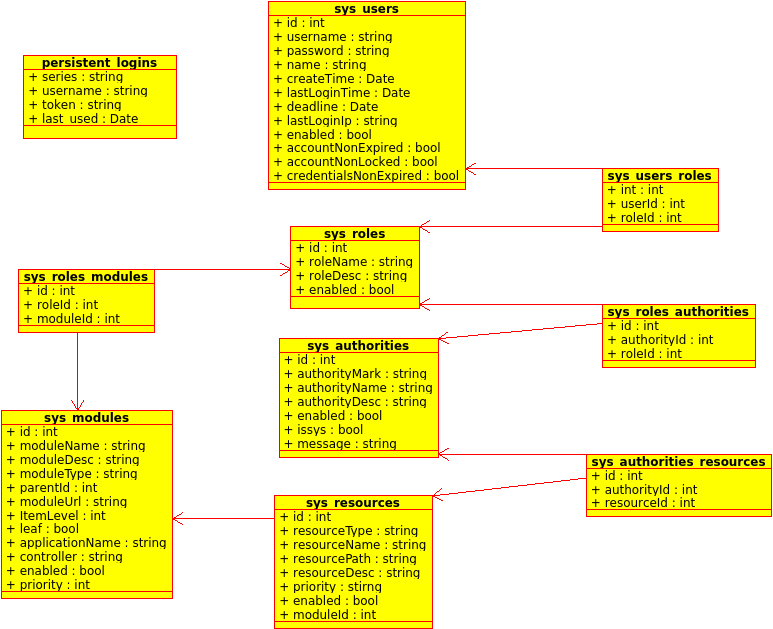 sys_users
+ id : int
+ username : string
+ password : string
+ name : string
+ createTime : Date
+ lastLoginTime : Date
+ deadline : Date
+ lastLoginIp : string
+ enabled : bool
+ accountNonExpired : bool
+ accountNonLocked : bool
+ credentialsNonExpired : bool
persistent_logins
+ series : string
+ username : string
+ token : string
+ last_used : Date
sys_users_roles
+ int : int
+ userId : int
+ roleId : int
sys_roles
+ id : int
+ roleName : string
+ roleDesc : string
+ enabled : bool
sys_roles_modules
+ id : int
+ roleId : int
+ moduleId : int
sys_roles_authorities
+ id : int
+ authorityId : int
+ roleId : int
sys_authorities
+ id : int
+ authorityMark : string
+ authorityName : string
+ authorityDesc : string
+ enabled : bool
+ issys : bool
+ message : string
sys_modules
+ id : int
+ moduleName : string
+ moduleDesc : string
+ moduleType : string
+ parentId : int
+ moduleUrl : string
+ ItemLevel : int
+ leaf : bool
+ applicationName : string
+ controller : string
+ enabled : bool
+ priority : int
sys_authorities_resources
+ id : int
+ authorityId : int
+ resourceId : int
sys_resources
+ id : int
+ resourceType : string
+ resourceName : string
+ resourcePath : string
+ resourceDesc : string
+ priority : stirng
+ enabled : bool
+ moduleId : int